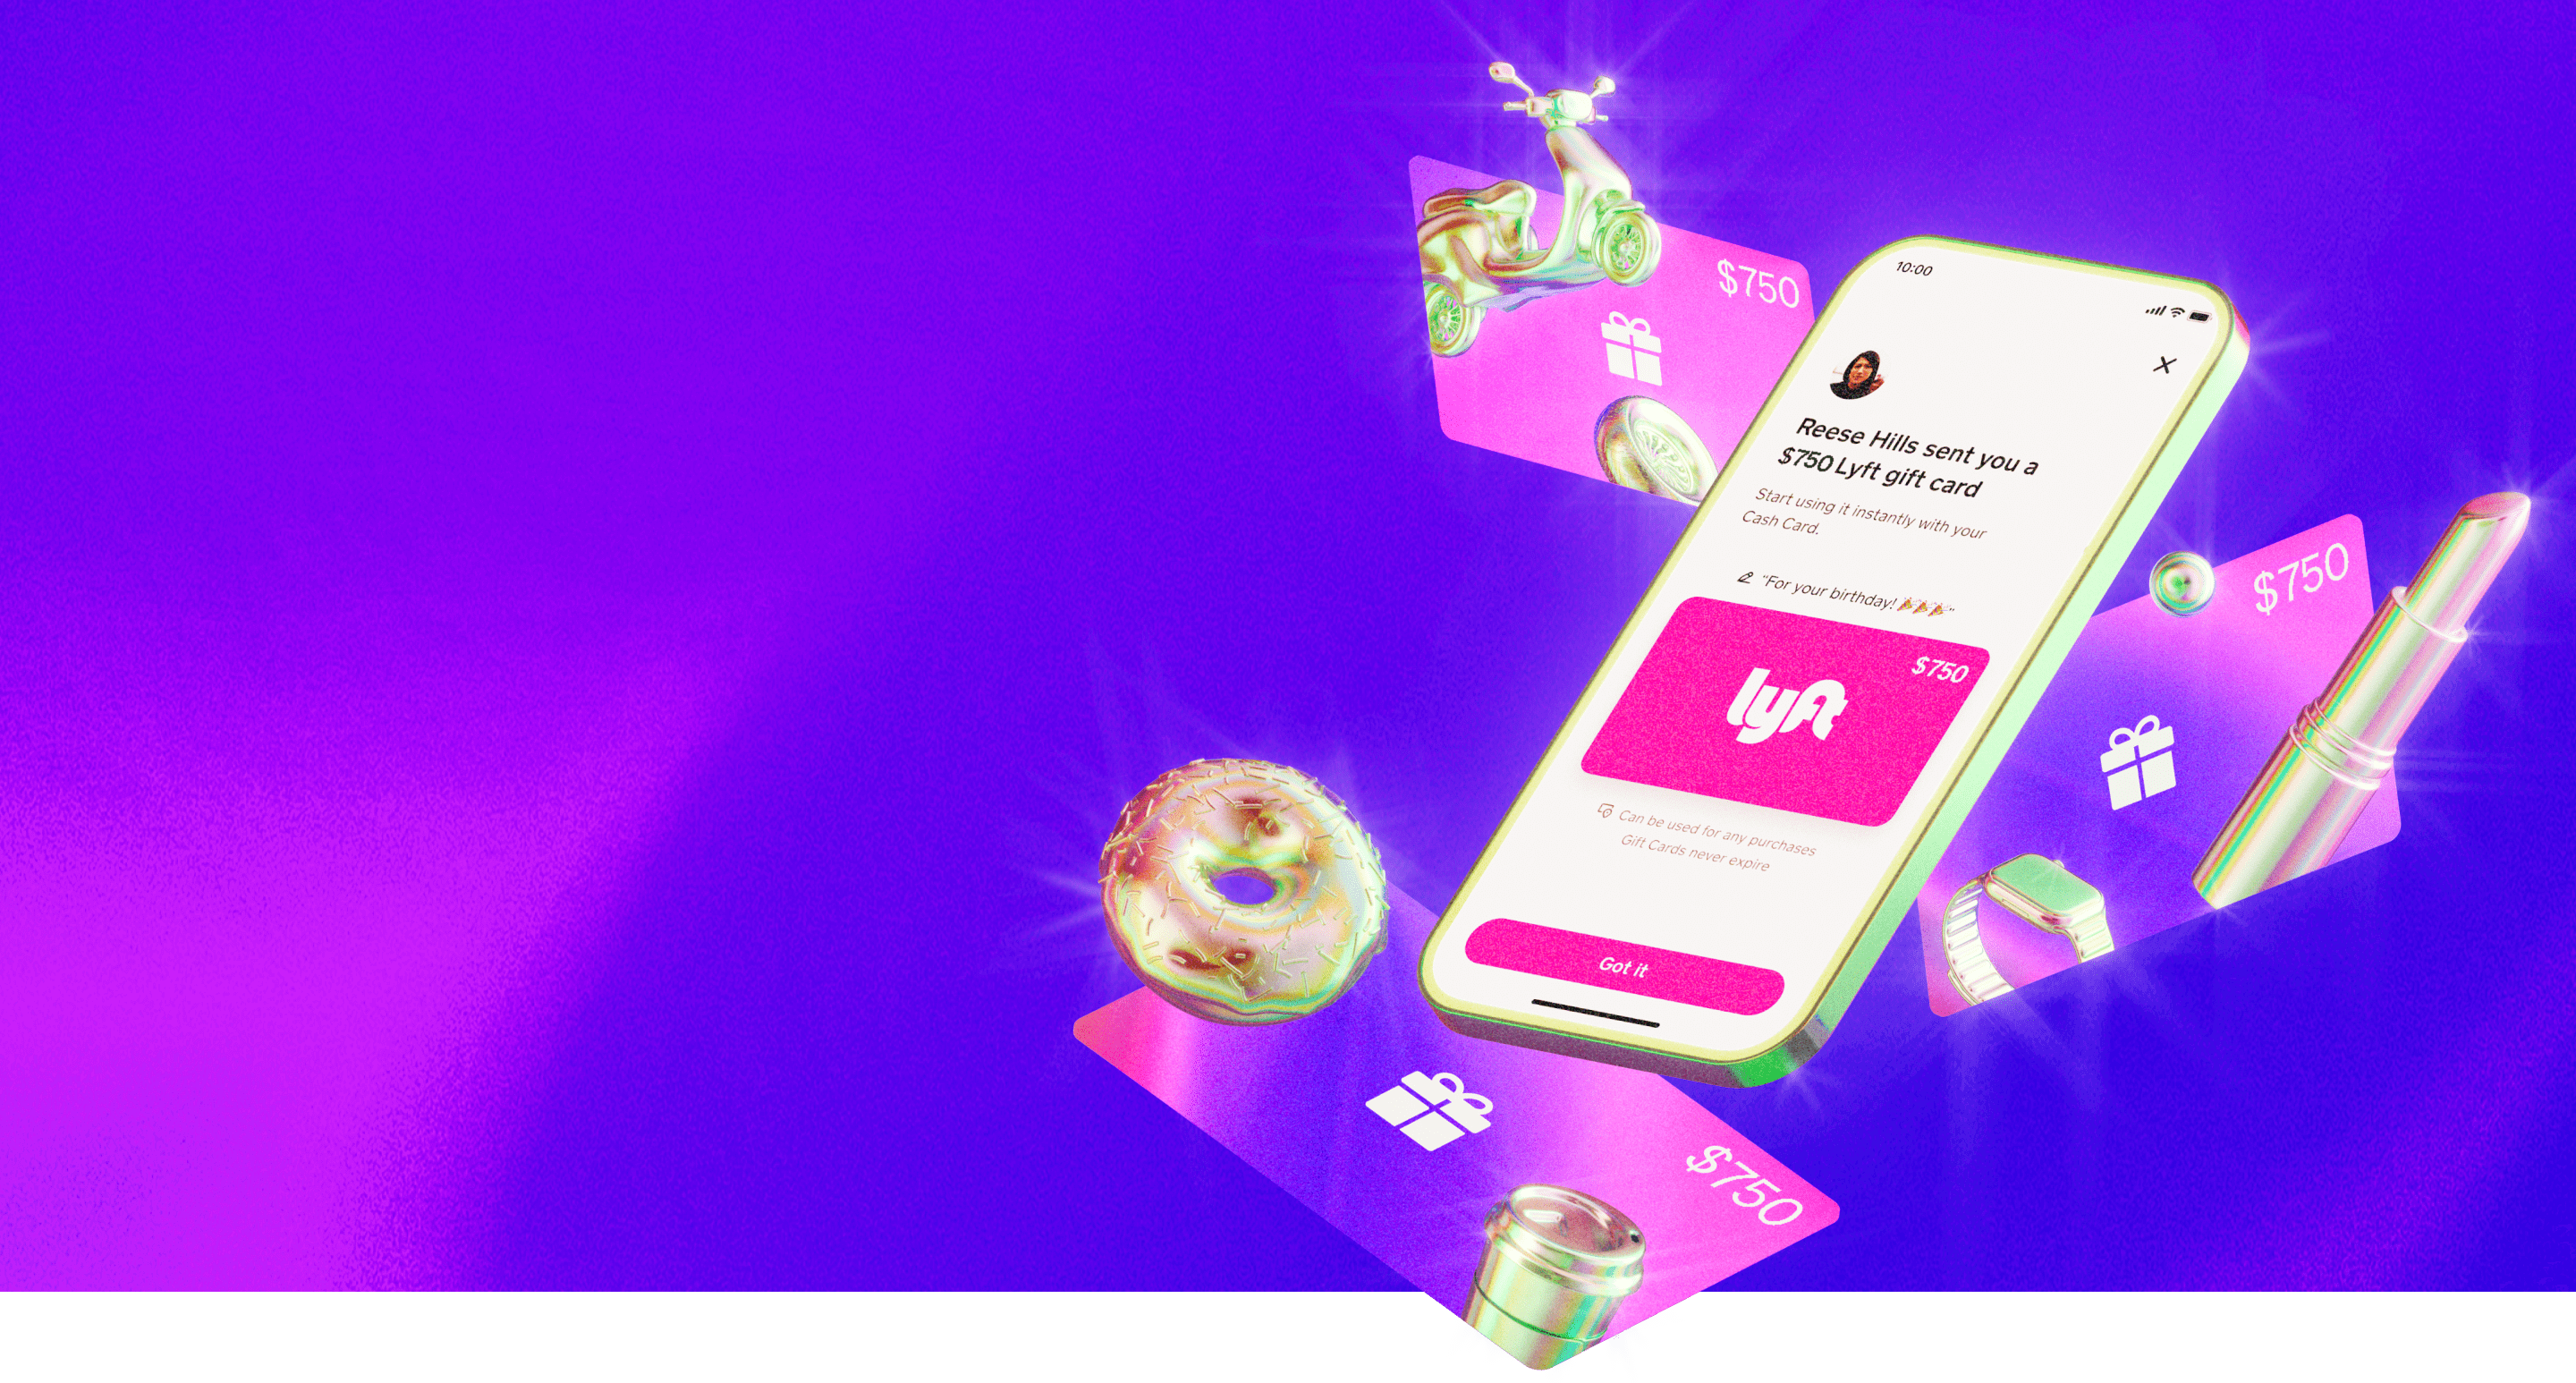 $750
10:00
Reese Hills sent you a
$750 Lyft gift card
Start using it instantly with your
Cash Card.
"For your birthday! 🎉🎉🎉"
$750
lyft
Can be used for any purchases
Gift Cards never expire
Got it
$750
$750